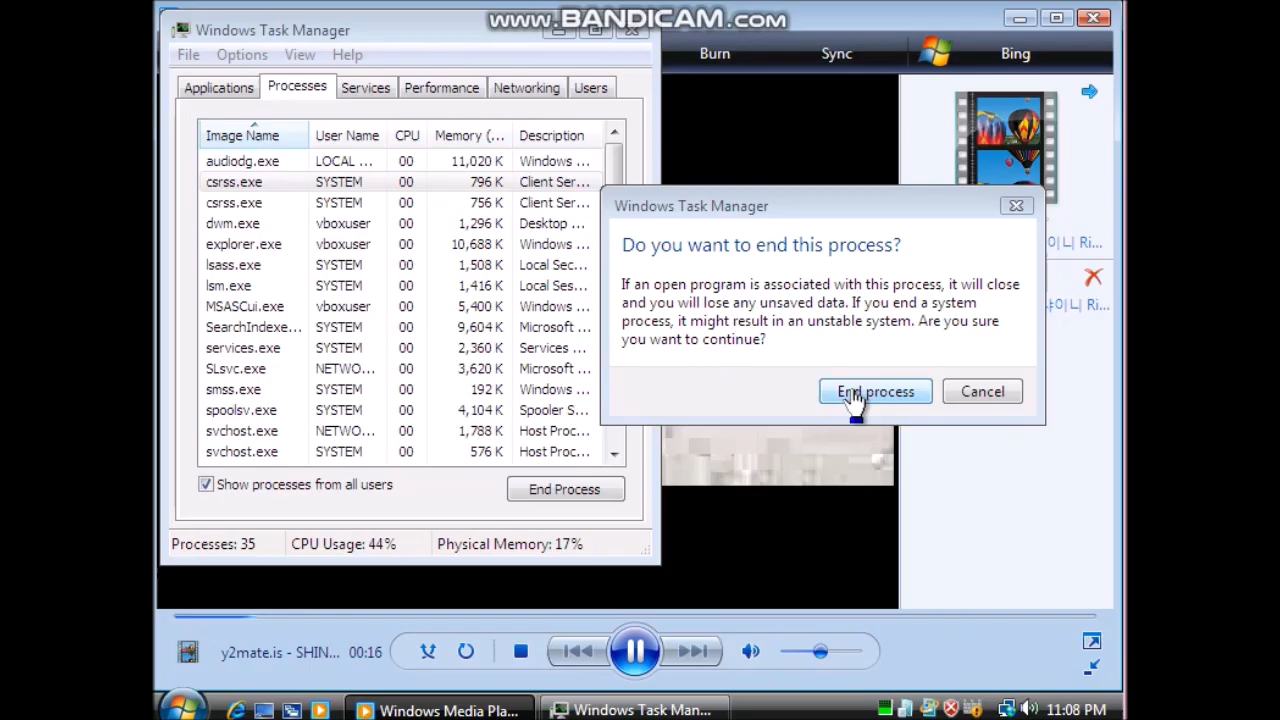 www.BANDICAM.com
Windows Task Manager
File Options View Help
Burn Sync Bing
Applications Processes Services Performance Networking Users
Image Name User Name CPU Memory (... Description
audiodg.exe LOCAL ... 00 11,020 K Windows ...
csrss.exe SYSTEM 00 796 K Client Ser...
csrss.exe SYSTEM 00 756 K Client Ser...
dwm.exe vboxuser 00 1,296 K Desktop ...
explorer.exe vboxuser 00 10,688 K Windows ...
lsass.exe SYSTEM 00 1,508 K Local Sec...
lsm.exe SYSTEM 00 1,416 K Local Ses...
MSASCui.exe vboxuser 00 5,400 K Windows ...
SearchIndexe... SYSTEM 00 9,604 K Microsoft ...
services.exe SYSTEM 00 2,360 K Services ...
SLsvc.exe NETWO... 00 3,620 K Microsoft ...
smss.exe SYSTEM 00 192 K Windows ...
spoolsv.exe SYSTEM 00 4,104 K Spooler S...
svchost.exe NETWO... 00 1,788 K Host Proc...
svchost.exe SYSTEM 00 576 K Host Proc...
Show processes from all users
End Process
Processes: 35 CPU Usage: 44% Physical Memory: 17%
Windows Task Manager
Do you want to end this process?
If an open program is associated with this process, it will close
and you will lose any unsaved data. If you end a system
process, it might result in an unstable system. Are you sure
you want to continue?
End process Cancel
Ri...
Ri...
y2mate.is - SHIN... 00:16
Windows Media Pla... Windows Task Man... 11:08 PM